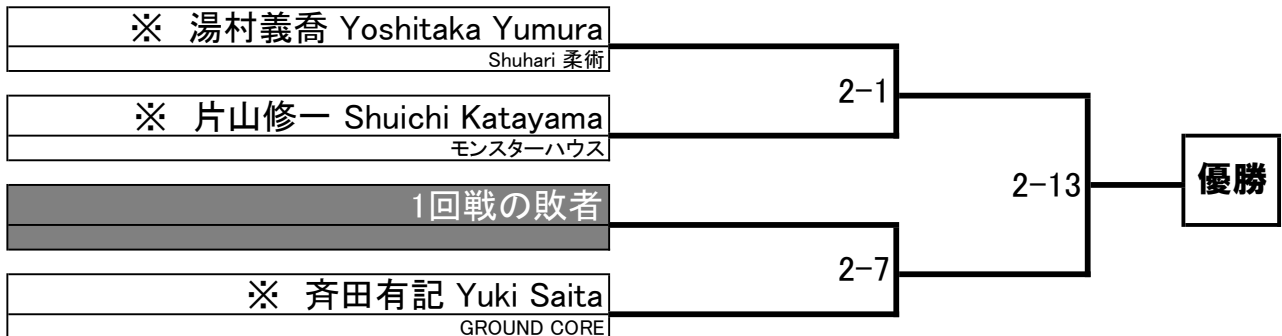 ※ 湯村義喬 Yoshitaka Yumura
Shuhari 柔術
2-1
※ 片山修一 Shuichi Katayama
モンスターハウス
2-13
優勝
1回戦の敗者
2-7
※ 斉田有記 Yuki Saita
GROUND CORE